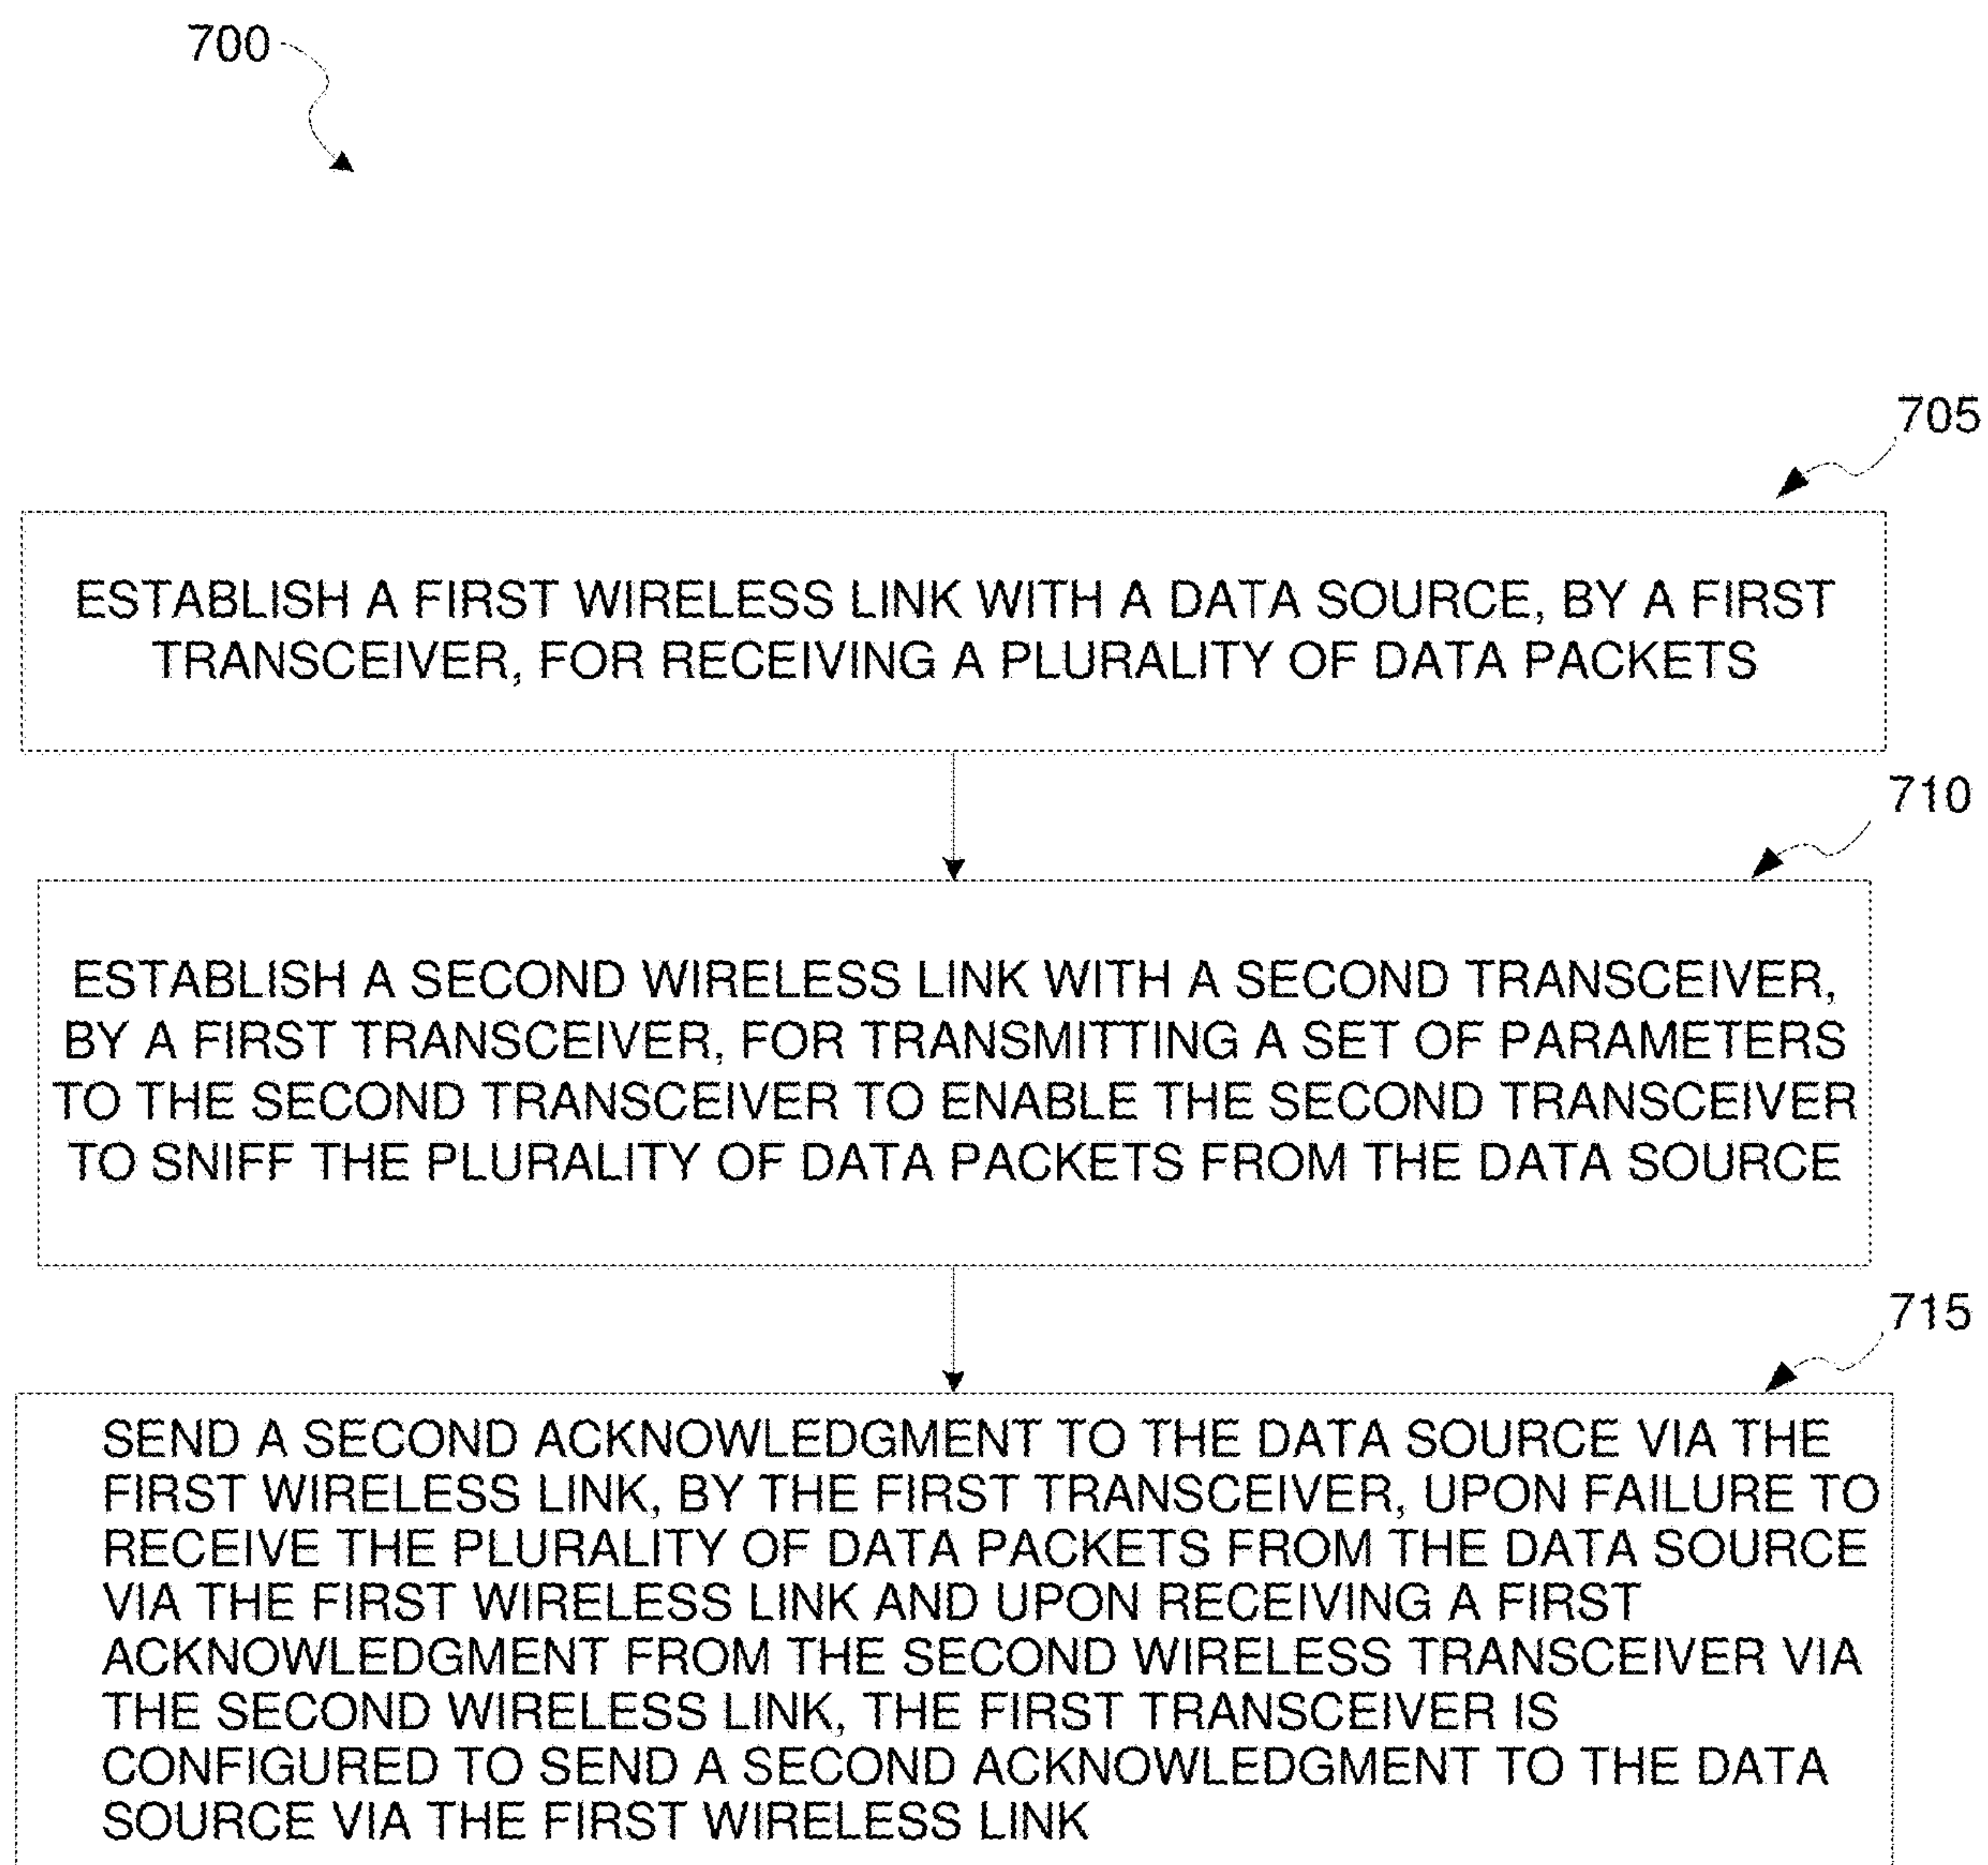 700
705
ESTABLISH A FIRST WIRELESS LINK WITH A DATA SOURCE, BY A FIRST
TRANSCEIVER, FOR RECEIVING A PLURALITY OF DATA PACKETS
710
ESTABLISH A SECOND WIRELESS LINK WITH A SECOND TRANSCEIVER,
BY A FIRST TRANSCEIVER, FOR TRANSMITTING A SET OF PARAMETERS
TO THE SECOND TRANSCEIVER TO ENABLE THE SECOND TRANSCEIVER
TO SNIFF THE PLURALITY OF DATA PACKETS FROM THE DATA SOURCE
715
SEND A SECOND ACKNOWLEDGMENT TO THE DATA SOURCE VIA THE
FIRST WIRELESS LINK, BY THE FIRST TRANSCEIVER, UPON FAILURE TO
RECEIVE THE PLURALITY OF DATA PACKETS FROM THE DATA SOURCE
VIA THE FIRST WIRELESS LINK AND UPON RECEIVING A FIRST
ACKNOWLEDGMENT FROM THE SECOND WIRELESS TRANSCEIVER VIA
THE SECOND WIRELESS LINK, THE FIRST TRANSCEIVER IS
CONFIGURED TO SEND A SECOND ACKNOWLEDGMENT TO THE DATA
SOURCE VIA THE FIRST WIRELESS LINK